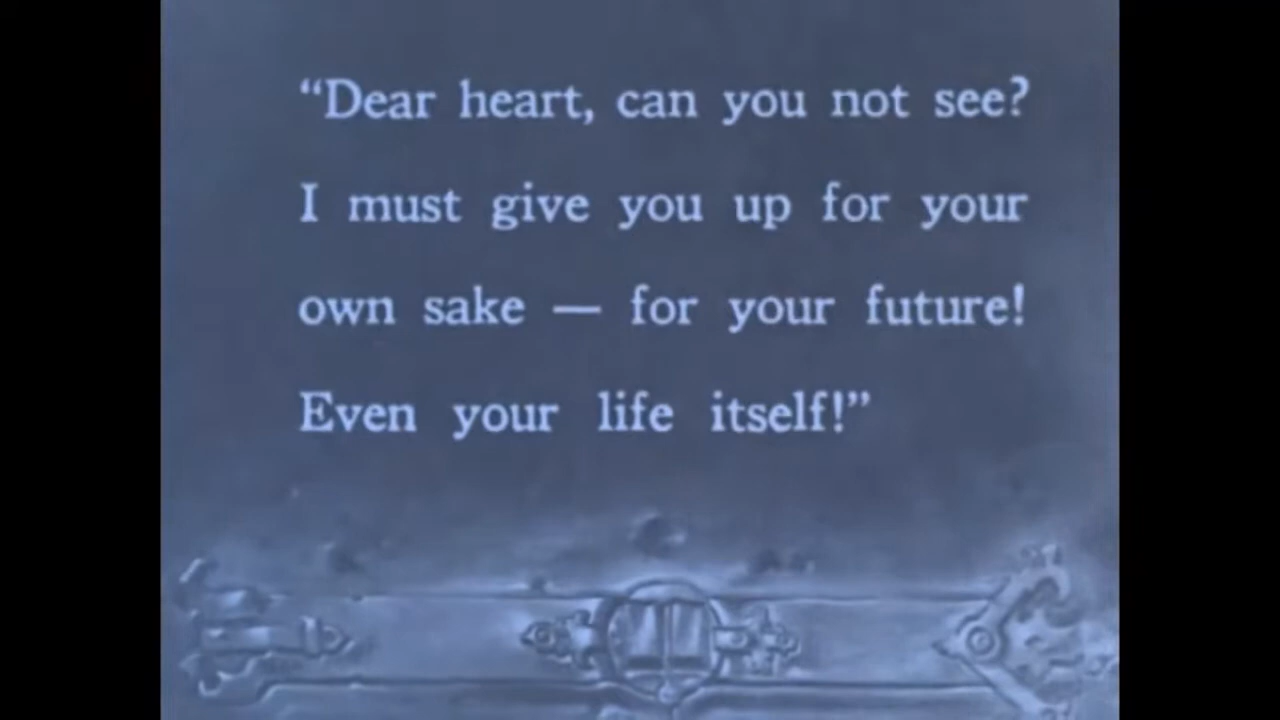 “Dear heart, can you not see?
I must give you up for your
own sake — for your future!
Even your life itself!”